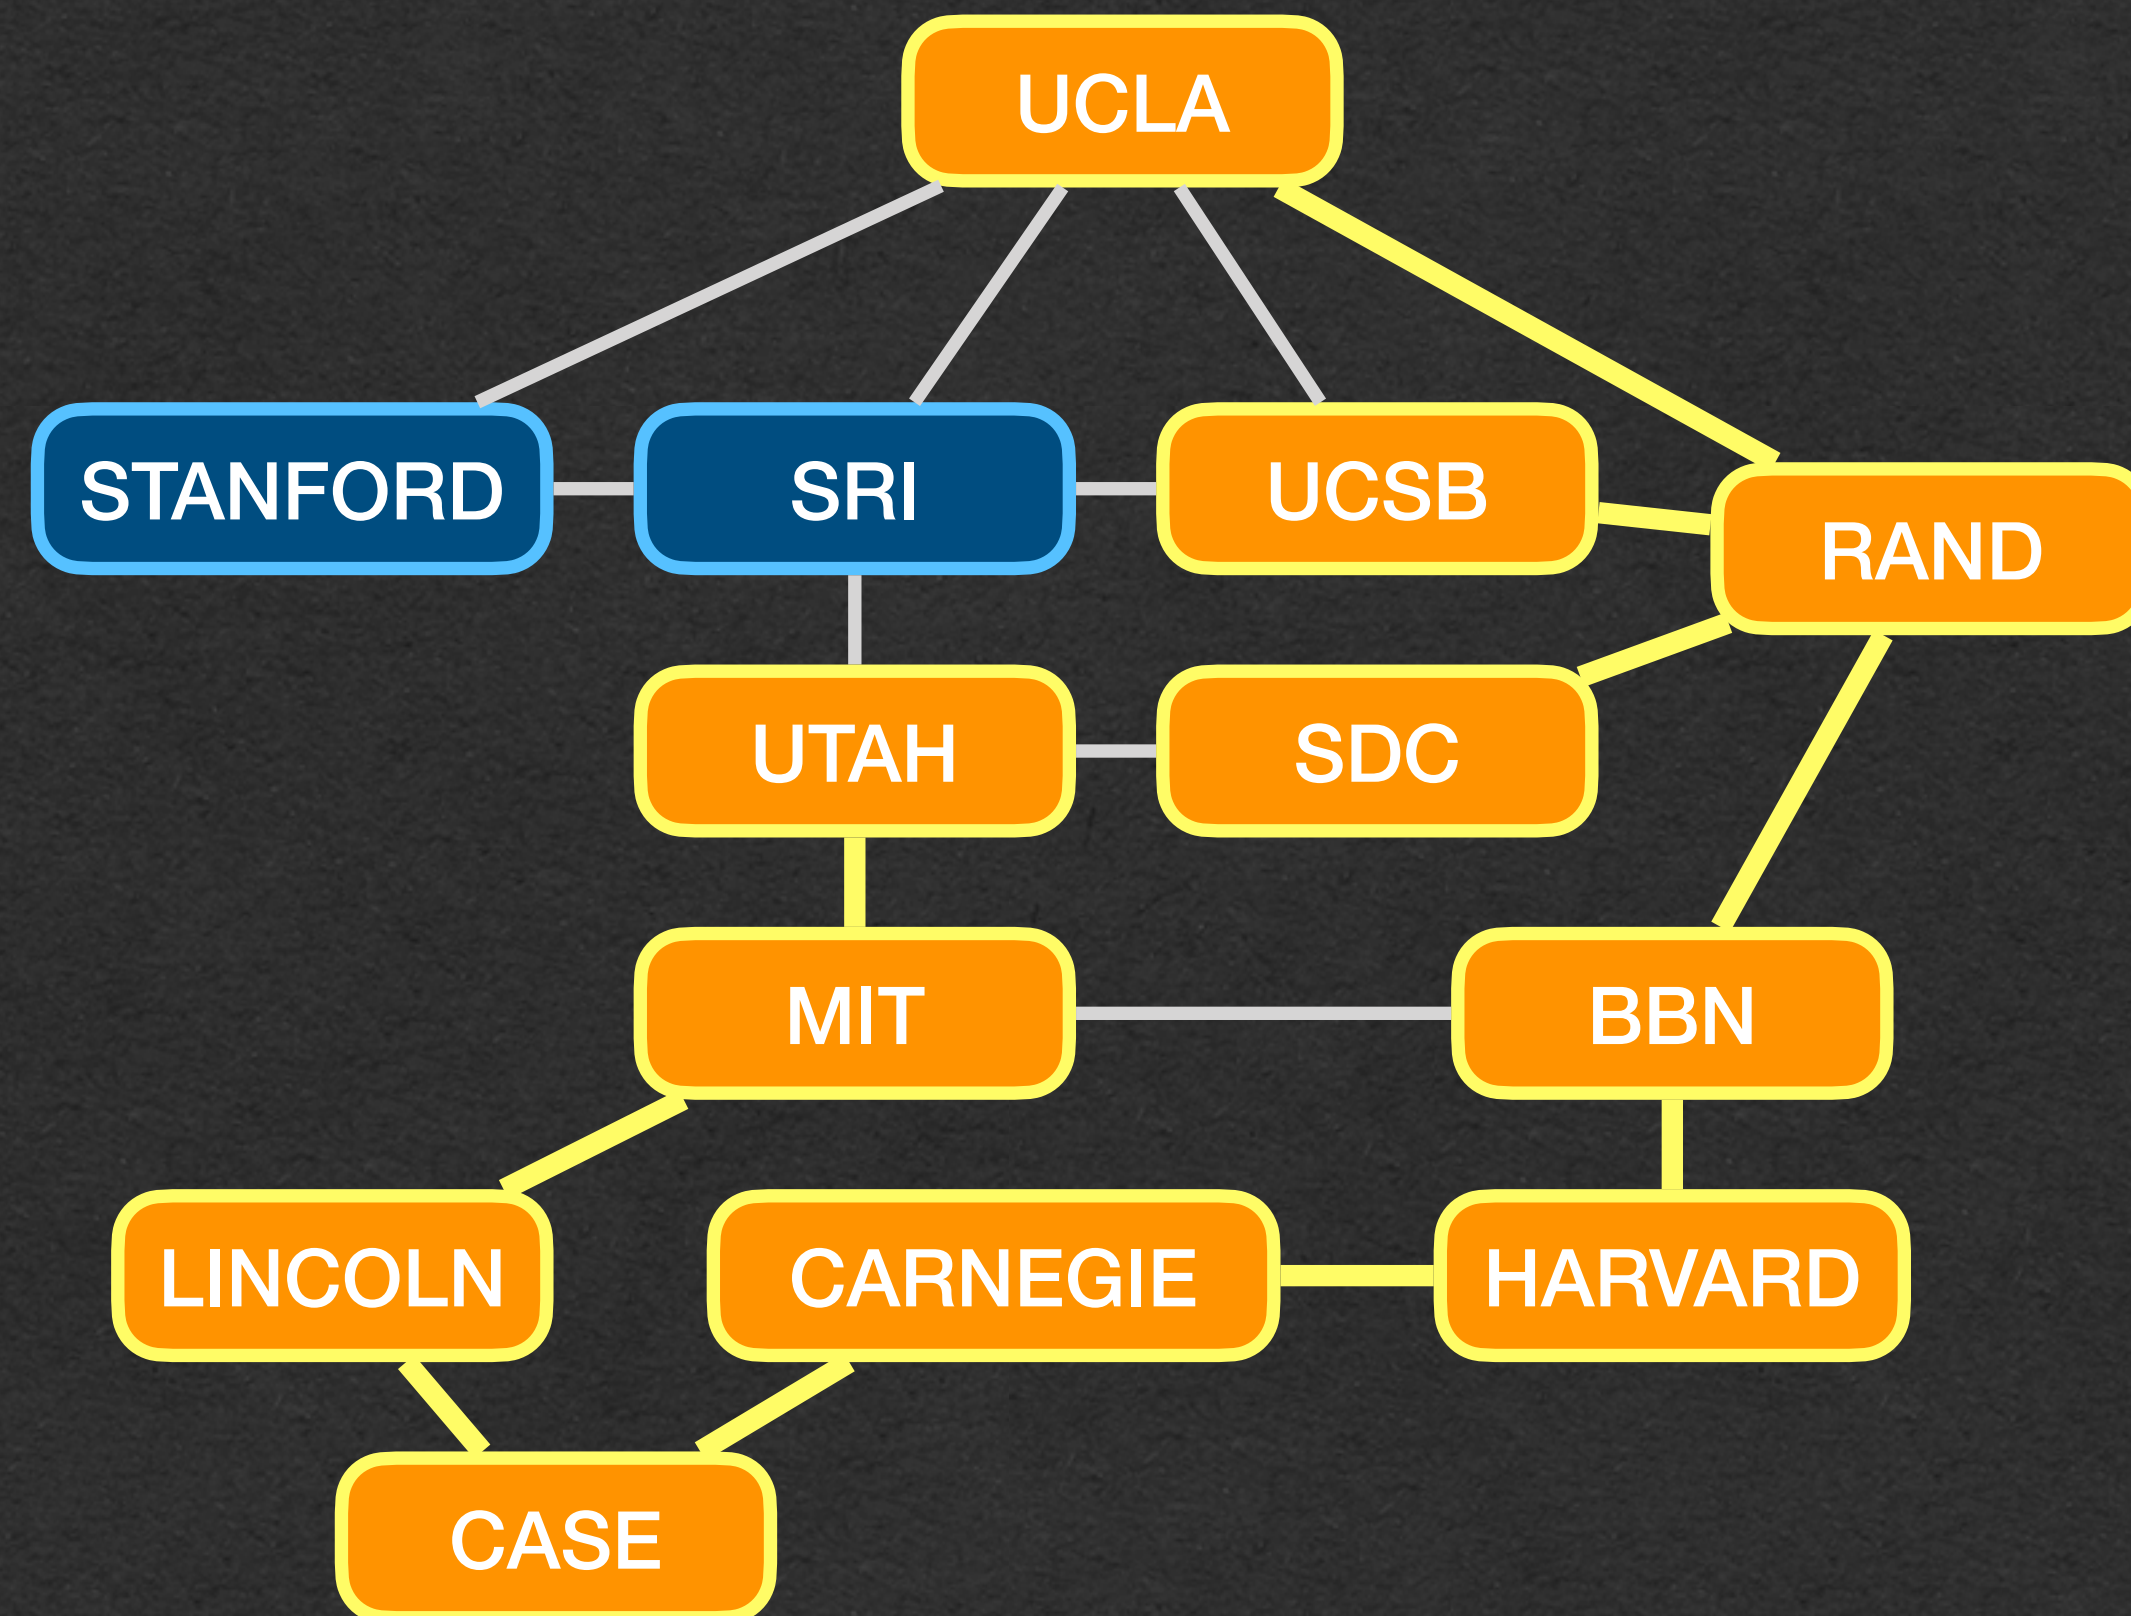 UCLA
STANFORD
SRI
UCSB
RAND
UTAH
SDC
MIT
BBN
LINCOLN
CARNEGIE
HARVARD
CASE